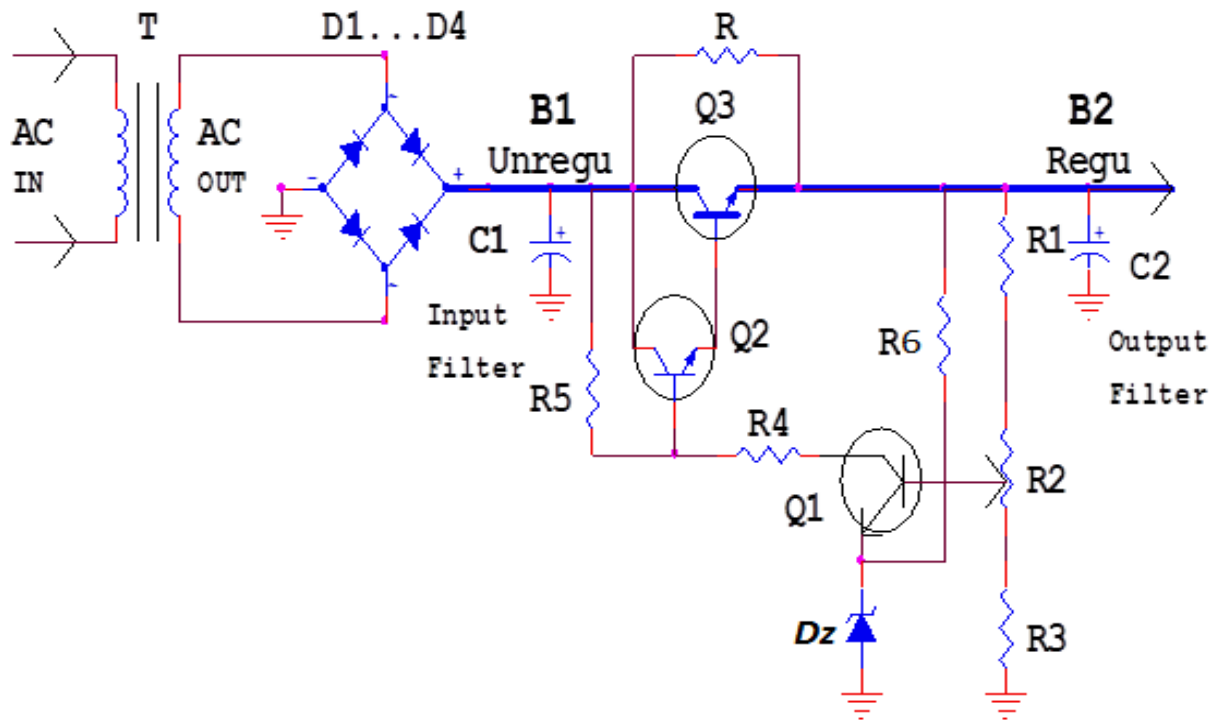 T
D1...D4
R
AC
IN
AC
OUT
B1
Unregu
Q3
B2
Regu
-
+
+
+
-
-
C1
R1
C2
Input
Filter
Q2
R6
Output
Filter
R5
R4
Q1
R2
Dz
R3